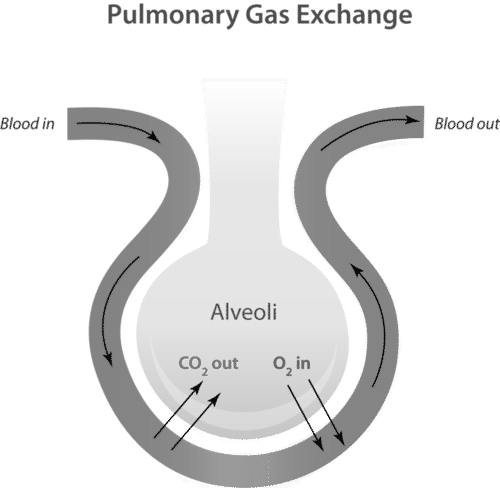 Pulmonary Gas Exchange
Blood in
Blood out
Alveoli
CO₂ out
O₂ in